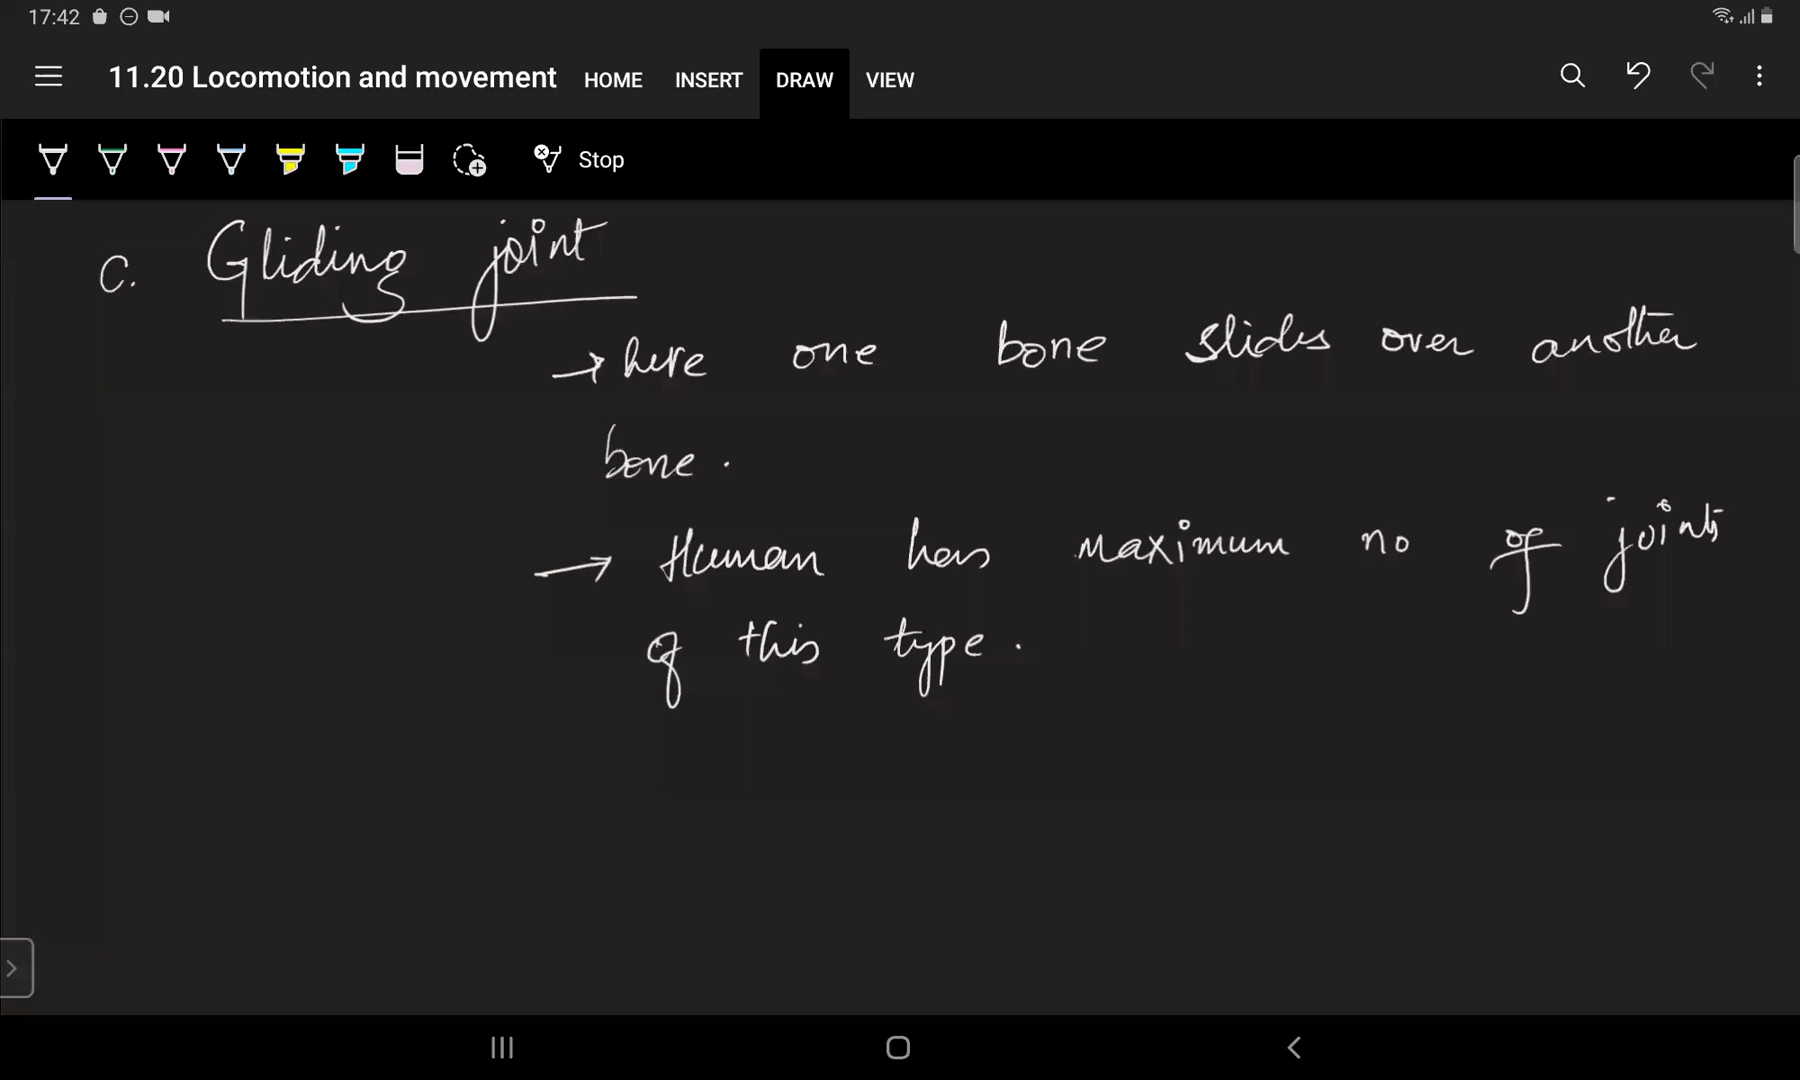 17:42
11.20 Locomotion and movement HOME INSERT DRAW VIEW
Stop
C. Gliding joint
→ here one bone slides over another
bone.
→ Human has maximum no of joints
of this type.